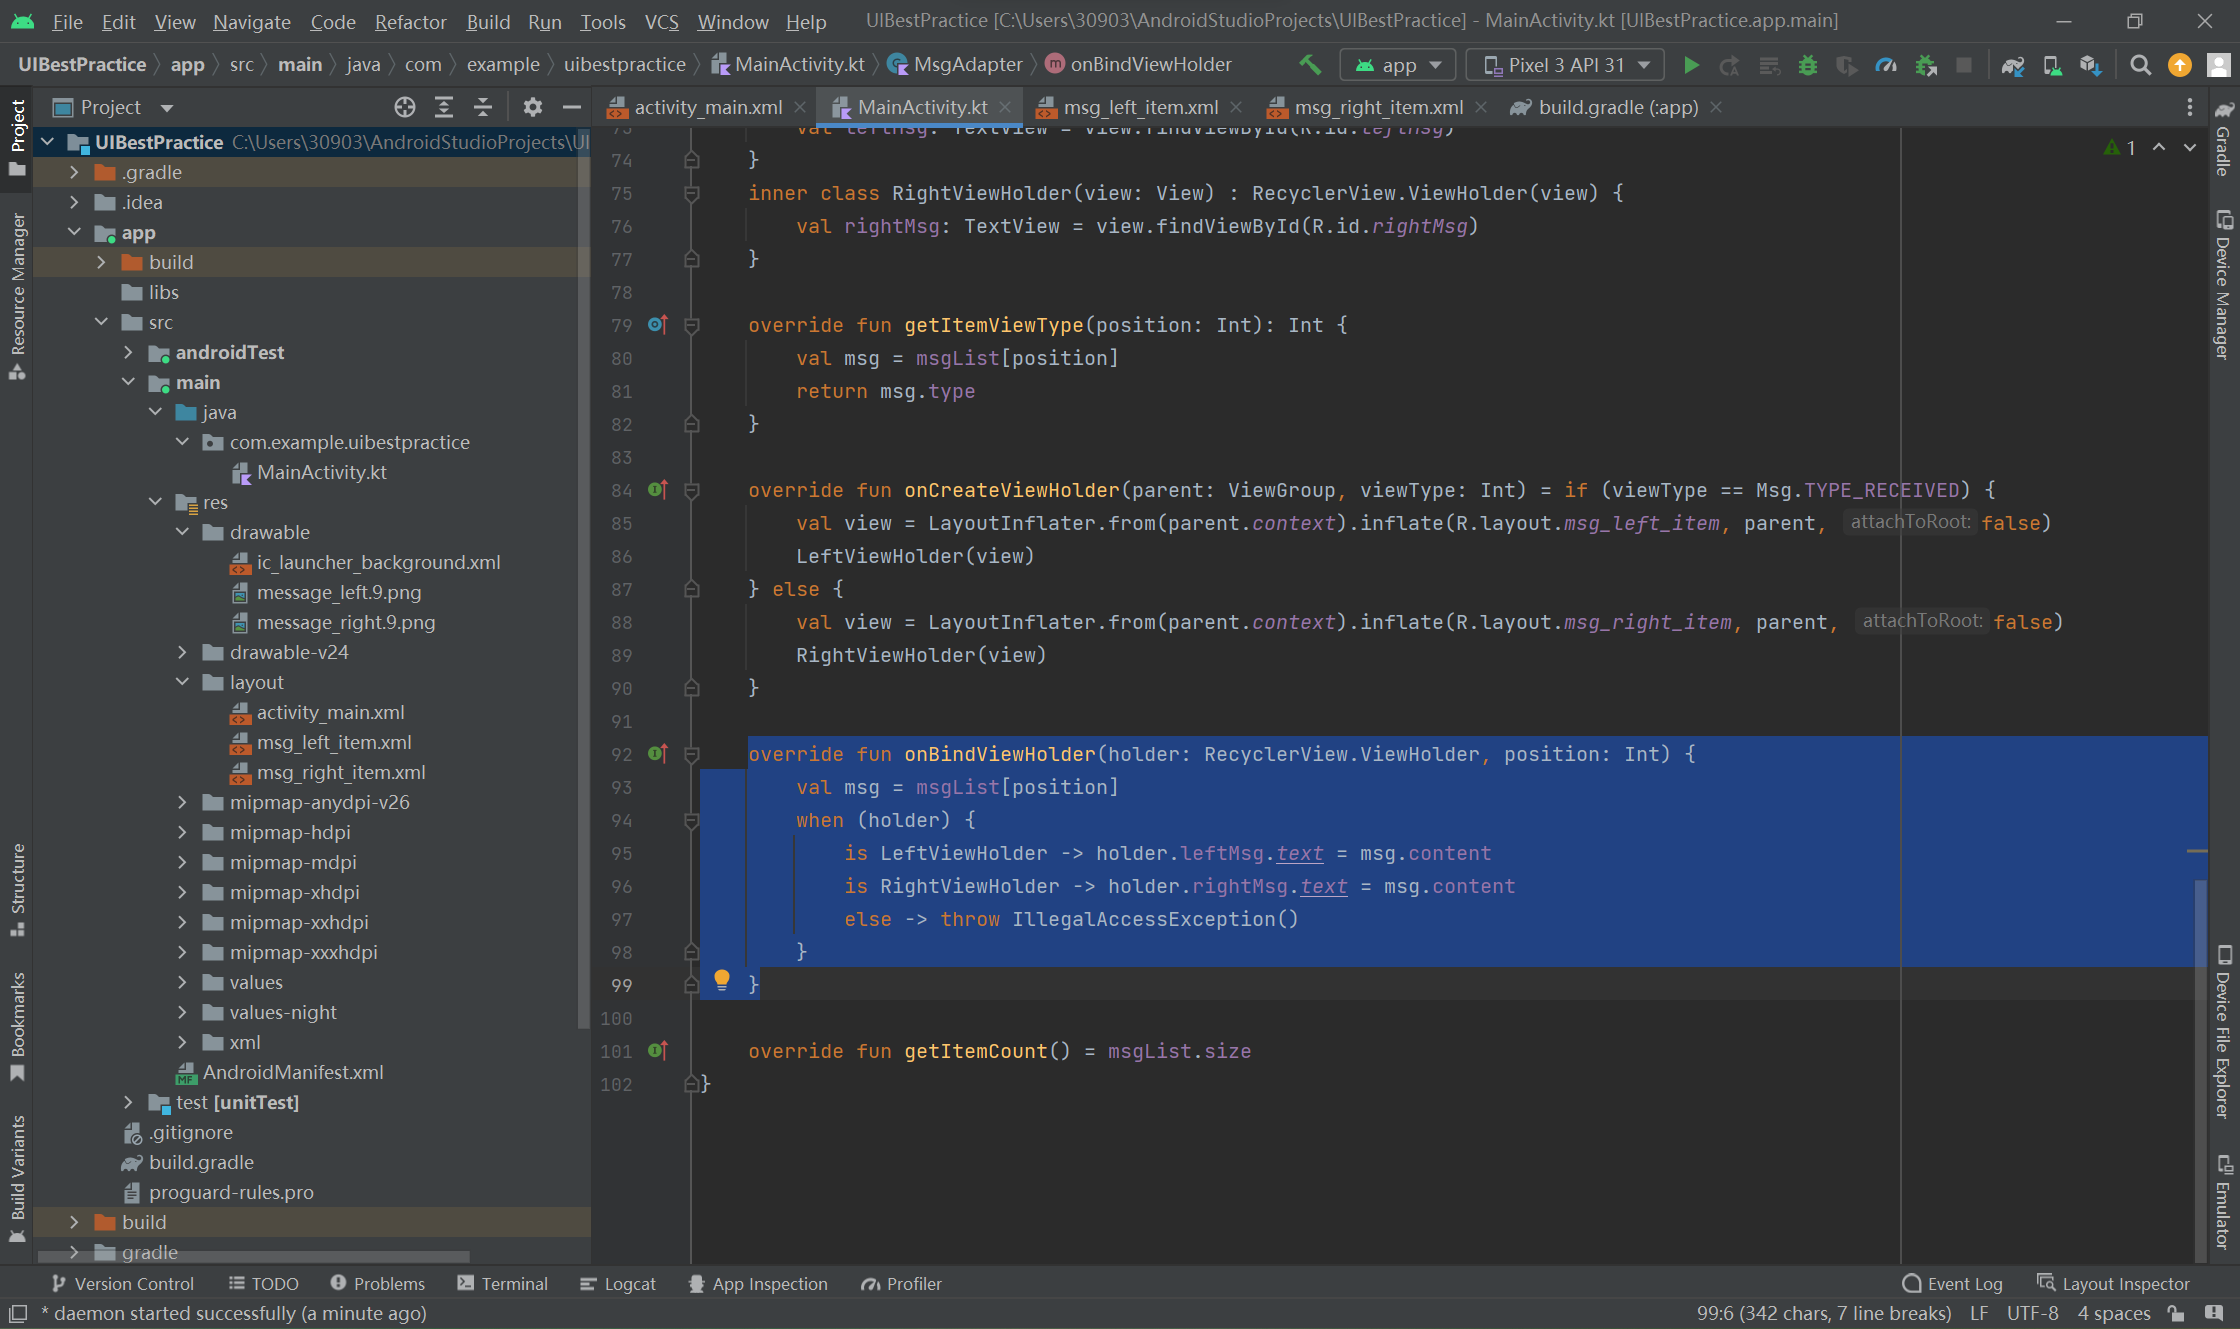 File Edit View Navigate Code Refactor Build Run Tools VCS Window Help UIBestPractice [C:\Users\30903\AndroidStudioProjects\UIBestPractice] - MainActivity.kt [UIBestPractice.app.main]
UIBestPractice app src main java com example uibestpractice MainActivity.kt MsgAdapter onBindViewHolder app Pixel 3 API 31
Project
activity_main.xml MainActivity.kt msg_left_item.xml msg_right_item.xml build.gradle (:app)
Project
Resource Manager
Structure
Bookmarks
Build Variants
UIBestPractice C:\Users\30903\AndroidStudioProjects\UI
.gradle
.idea
app
build
libs
src
androidTest
main
java
com.example.uibestpractice
MainActivity.kt
res
drawable
ic_launcher_background.xml
message_left.9.png
message_right.9.png
drawable-v24
layout
activity_main.xml
msg_left_item.xml
msg_right_item.xml
mipmap-anydpi-v26
mipmap-hdpi
mipmap-mdpi
mipmap-xhdpi
mipmap-xxhdpi
mipmap-xxxhdpi
values
values-night
xml
AndroidManifest.xml
test [unitTest]
.gitignore
build.gradle
proguard-rules.pro
build
gradle
1
73 val leftMsg: TextView = view.findViewById(R.id.leftMsg)
74 }
75 inner class RightViewHolder(view: View) : RecyclerView.ViewHolder(view) {
76 val rightMsg: TextView = view.findViewById(R.id.rightMsg)
77 }
78
79 override fun getItemViewType(position: Int): Int {
80 val msg = msgList[position]
81 return msg.type
82 }
83
84 override fun onCreateViewHolder(parent: ViewGroup, viewType: Int) = if (viewType == Msg.TYPE_RECEIVED) {
85 val view = LayoutInflater.from(parent.context).inflate(R.layout.msg_left_item, parent, attachToRoot: false)
86 LeftViewHolder(view)
87 } else {
88 val view = LayoutInflater.from(parent.context).inflate(R.layout.msg_right_item, parent, attachToRoot: false)
89 RightViewHolder(view)
90 }
91
92 override fun onBindViewHolder(holder: RecyclerView.ViewHolder, position: Int) {
93 val msg = msgList[position]
94 when (holder) {
95 is LeftViewHolder -> holder.leftMsg.text = msg.content
96 is RightViewHolder -> holder.rightMsg.text = msg.content
97 else -> throw IllegalAccessException()
98 }
99 }
100
101 override fun getItemCount() = msgList.size
102 }
Gradle
Device Manager
Device File Explorer
Emulator
Version Control TODO Problems Terminal Logcat App Inspection Profiler Event Log Layout Inspector
* daemon started successfully (a minute ago) 99:6 (342 chars, 7 line breaks) LF UTF-8 4 spaces